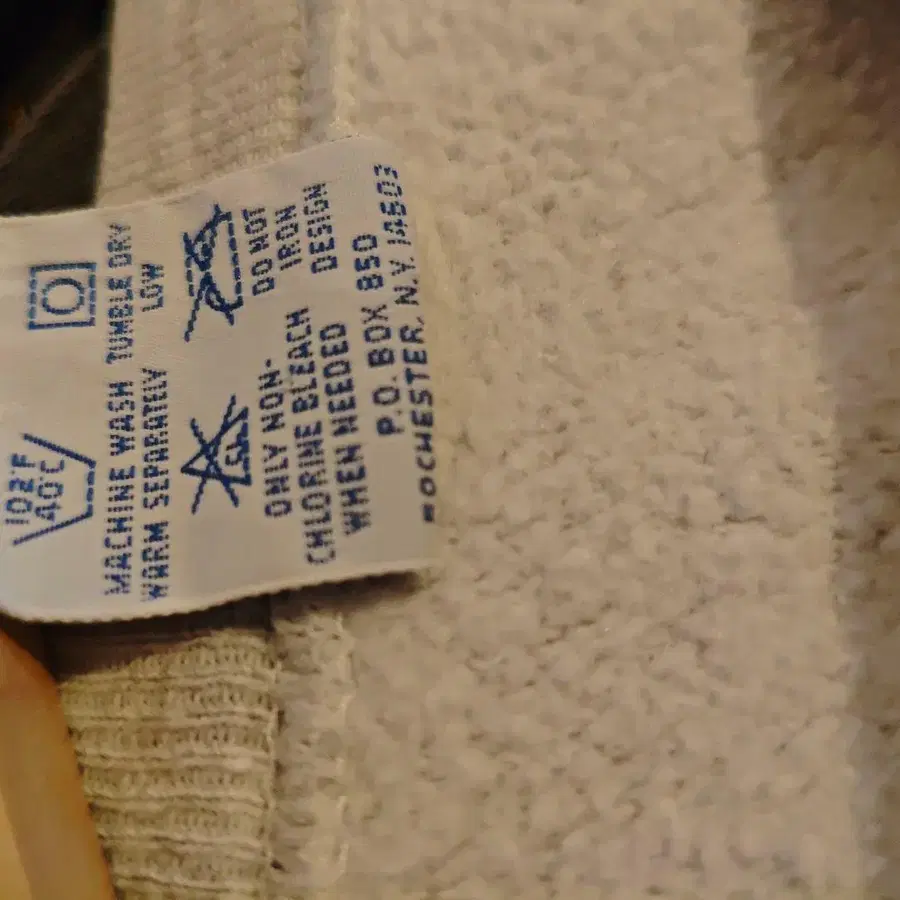 102°F
40°C
MACHINE WASH
WARM SEPARATELY
TUMBLE DRY
LOW
ONLY NON-
CHLORINE BLEACH
WHEN NEEDED
DO NOT
IRON
DESIGN
P.O. BOX 850
ROCHESTER, N.Y. 14603